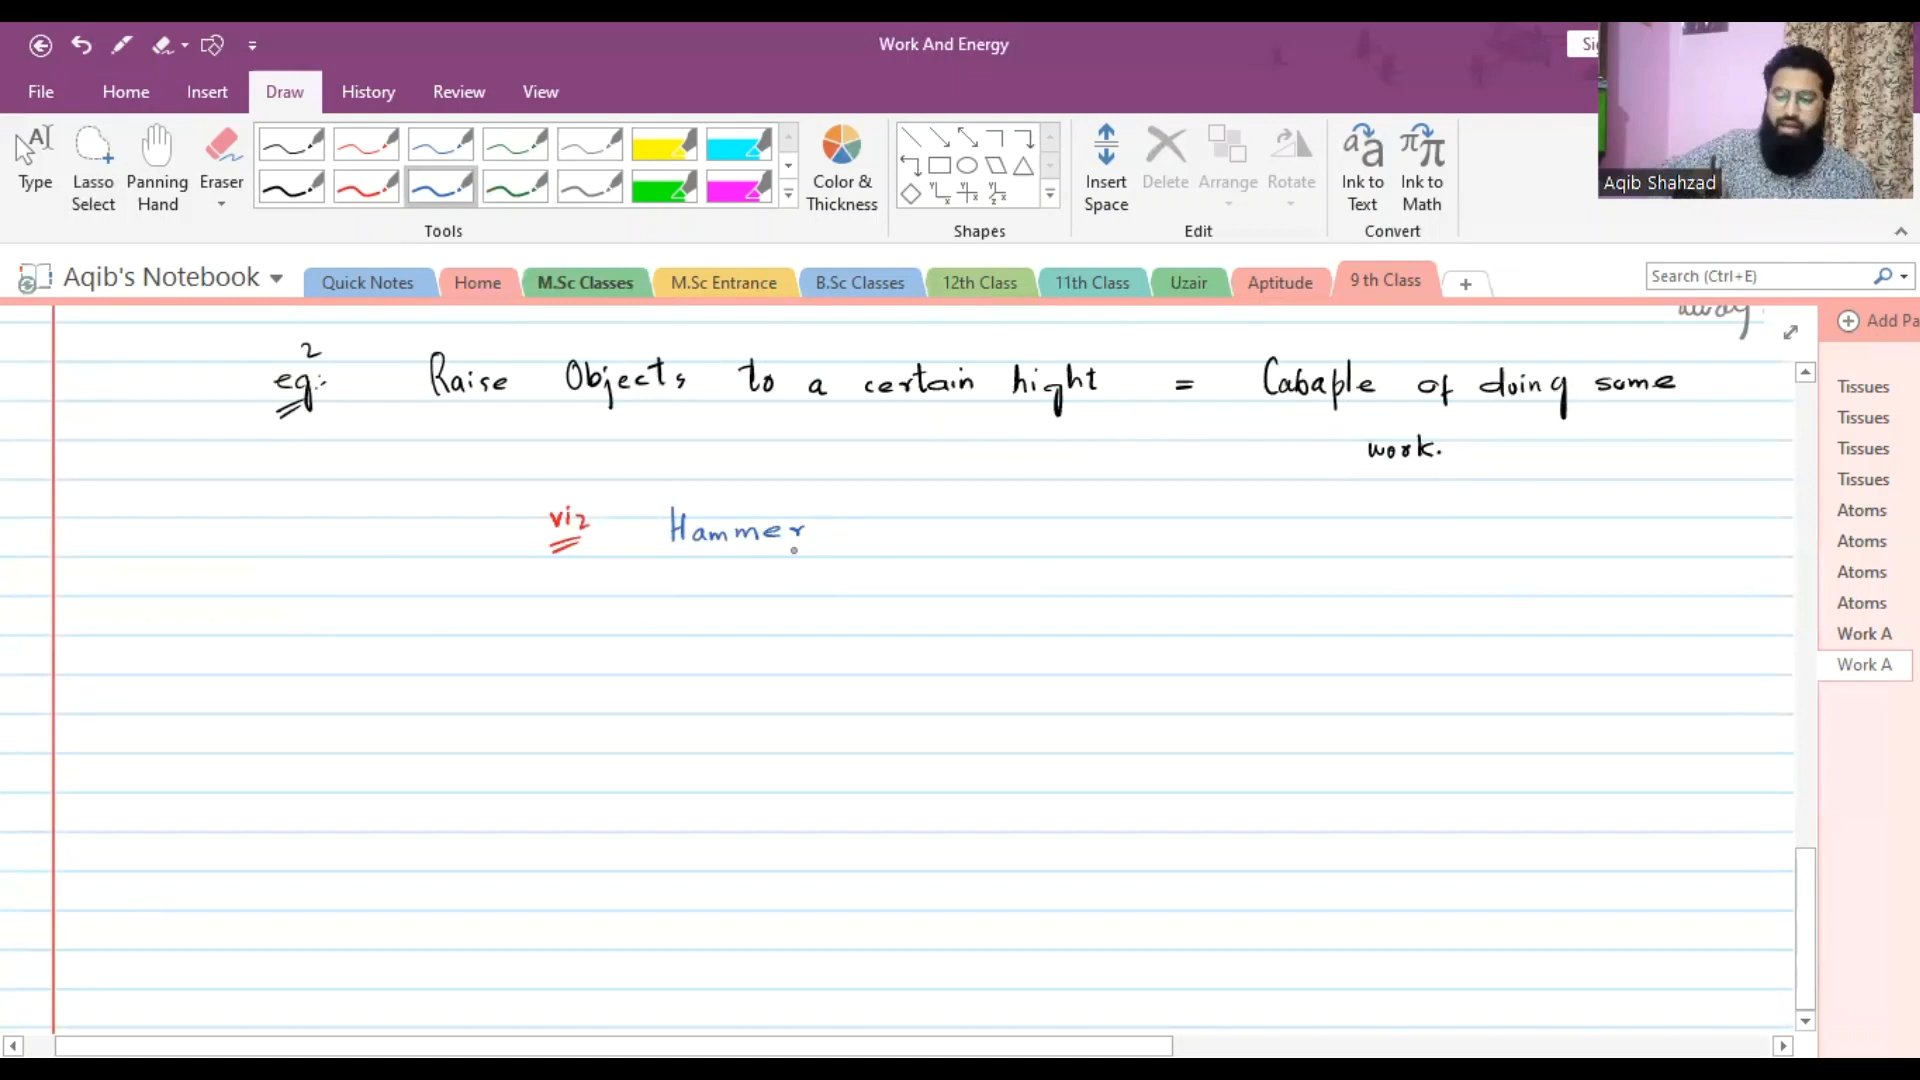 Work And Energy
Si
File Home Insert Draw History Review View
Type Lasso Select Panning Hand Eraser Color & Thickness Insert Space Delete Arrange Rotate Ink to Text Ink to Math
Tools Shapes Edit Convert
Aqib Shahzad
Aqib's Notebook Quick Notes Home M.Sc Classes M.Sc Entrance B.Sc Classes 12th Class 11th Class Uzair Aptitude 9 th Class Search (Ctrl+E)
away
Add Pa
2
eg:- Raise Objects to a certain hight = Cabaple of doing some
work.
viz Hammer
Tissues
Tissues
Tissues
Tissues
Atoms
Atoms
Atoms
Atoms
Work A
Work A